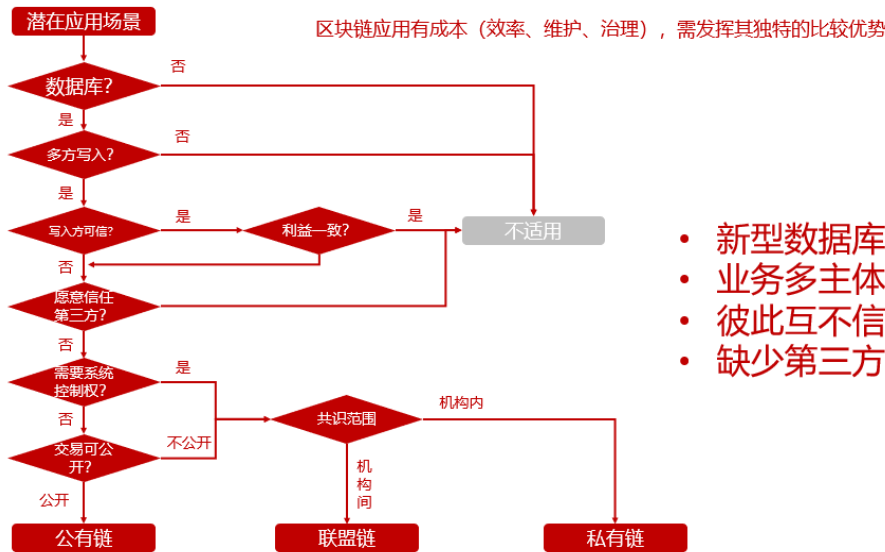 潜在应用场景
区块链应用有成本（效率、维护、治理），需发挥其独特的比较优势
数据库？
否
是
多方写入？
否
是
写入方可信？
是
利益一致？
是
不适用
否
愿意信任
第三方？
否
需要系统
控制权？
是
否
交易可公
开？
不公开
共识范围
机构内
机
构
间
公开
公有链
联盟链
私有链
• 新型数据库
• 业务多主体
• 彼此互不信
• 缺少第三方